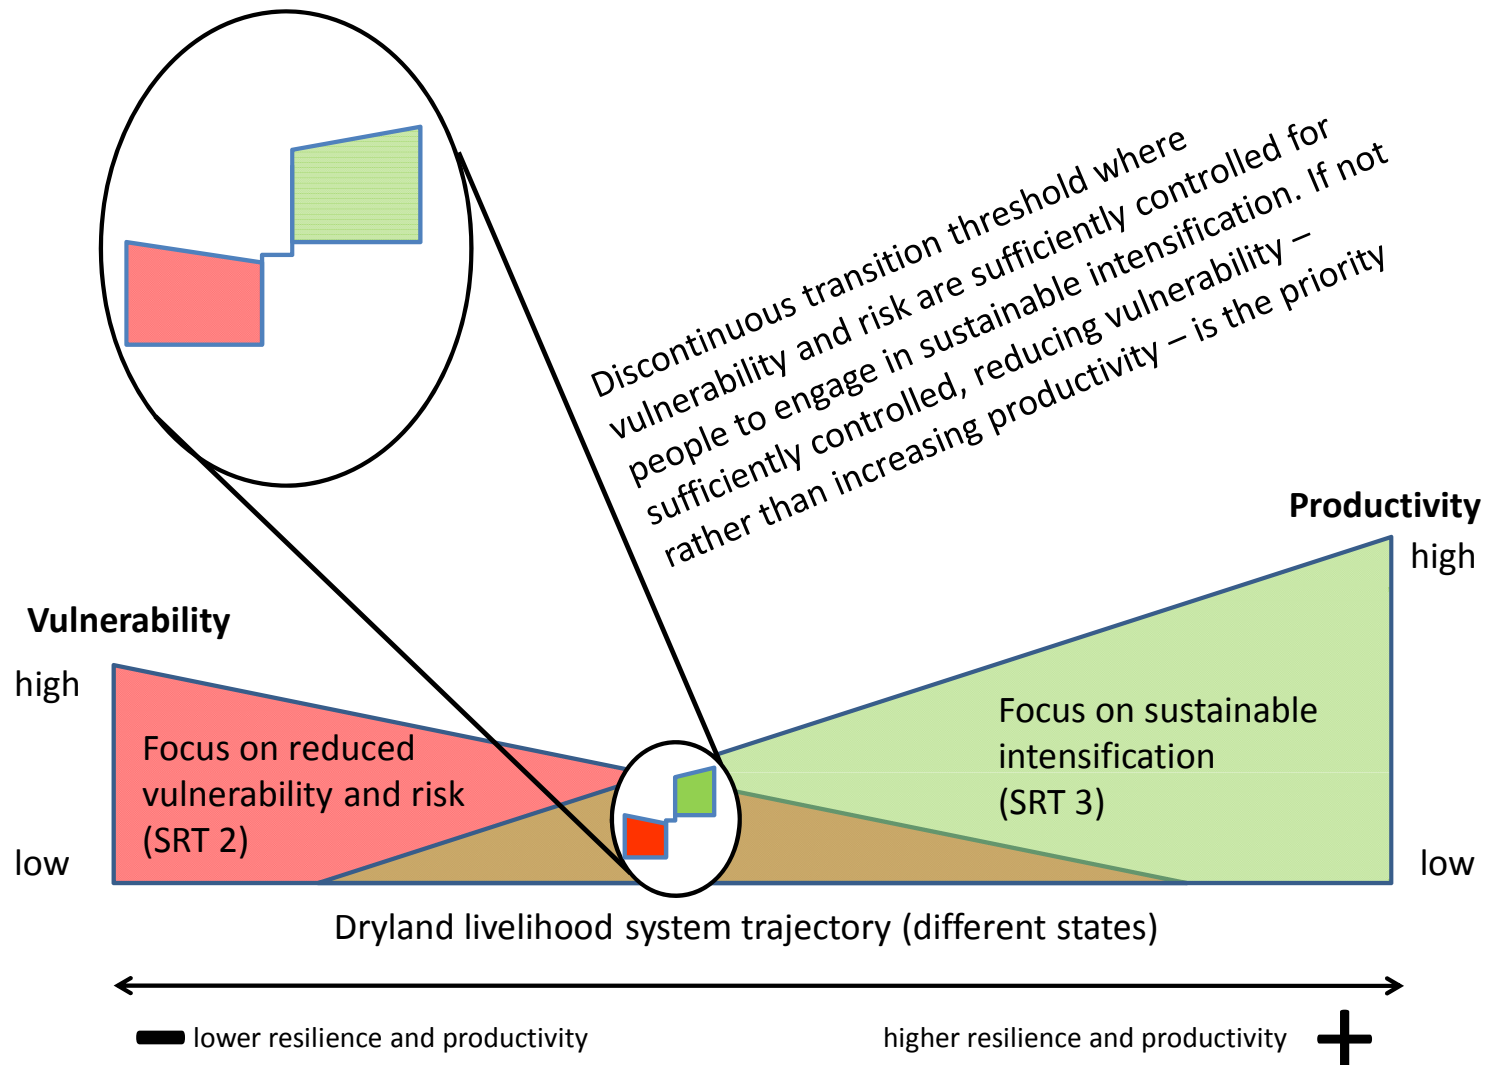 Discontinuous transition threshold where
vulnerability and risk are sufficiently controlled for
people to engage in sustainable intensification. If not
sufficiently controlled, reducing vulnerability –
rather than increasing productivity – is the priority
Productivity
high
Vulnerability
high
Focus on reduced
vulnerability and risk
(SRT 2)
low
Focus on sustainable
intensification
(SRT 3)
low
Dryland livelihood system trajectory (different states)
lower resilience and productivity
higher resilience and productivity